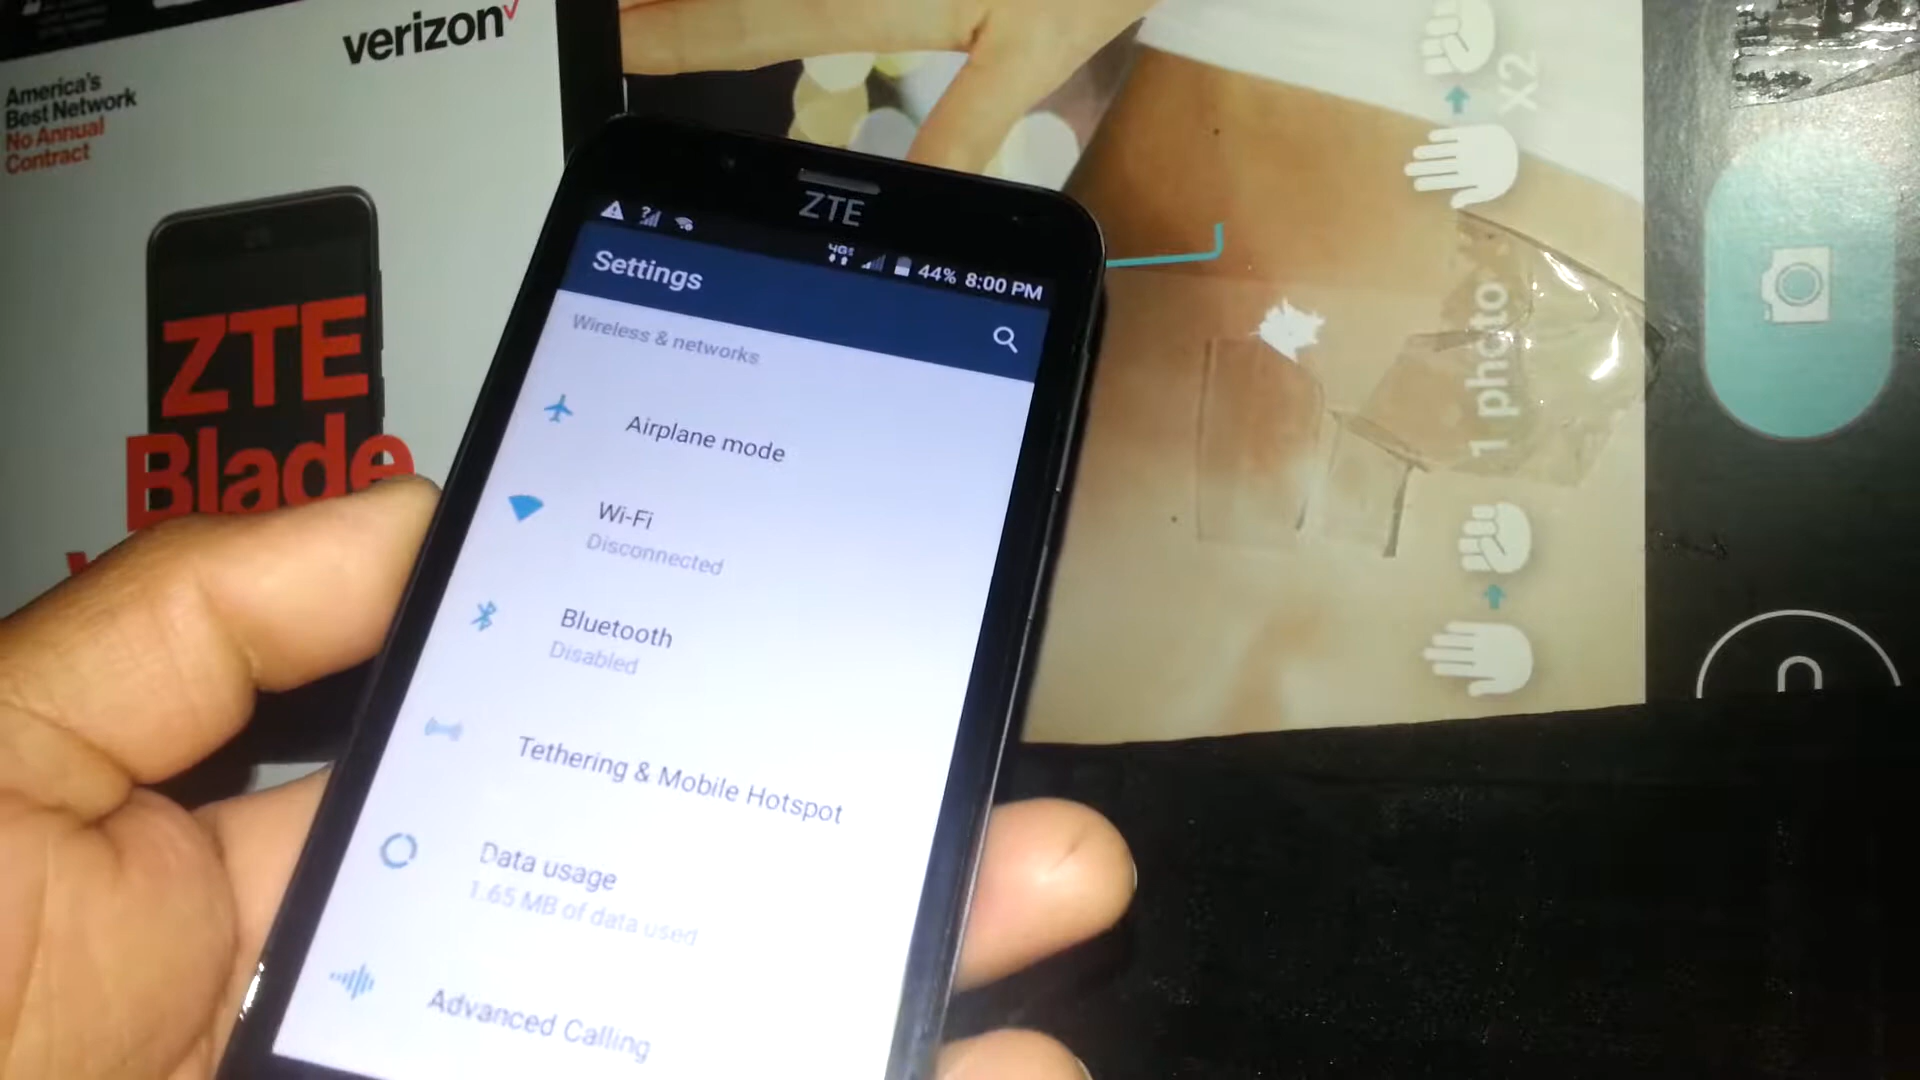 verizon
America's
Best Network
No Annual
Contract
ZTE
Blade
ZTE
4G
44% 8:00 PM
Settings
Wireless & networks
Airplane mode
Wi-Fi
Disconnected
Bluetooth
Disabled
Tethering & Mobile Hotspot
Data usage
1.65 MB of data used
Advanced Calling
X2
1 photo